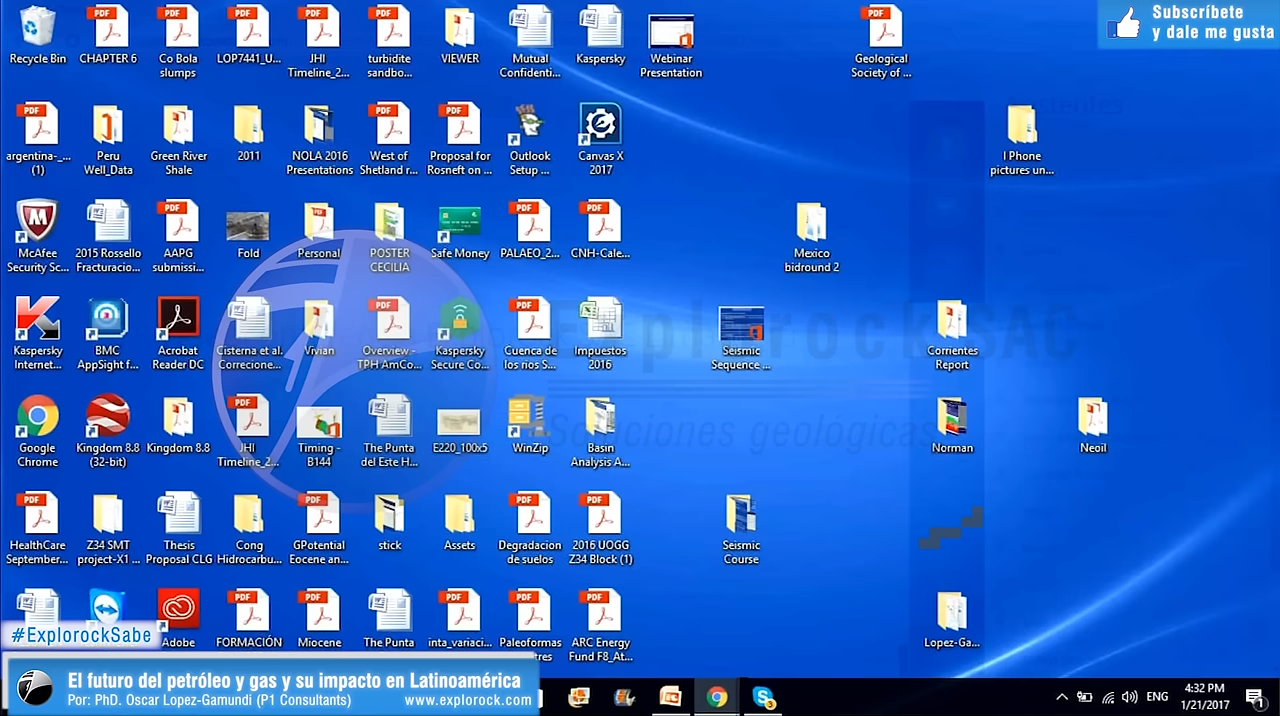 Subscríbete
y dale me gusta
Recycle Bin
CHAPTER 6
Co Bola
slumps
LOP7441_U...
JHI
Timeline_2...
turbidite
sandbo...
VIEWER
Mutual
Confidenti...
Kaspersky
Webinar
Presentation
Geological
Society of ...
argentina-_...
(1)
Peru
Well_Data
Green River
Shale
2011
NOLA 2016
Presentations
West of
Shetland r...
Proposal for
Rosneft on ...
Outlook
Setup ...
Canvas X
2017
I Phone
pictures un...
McAfee
Security Sc...
2015 Rossello
Fracturacio...
AAPG
submissi...
Fold
Personal
POSTER
CECILIA
Safe Money
PALAEO_2...
CNH-Cale...
Mexico
bidround 2
Explorock SAC
Kaspersky
Internet...
BMC
AppSight f...
Acrobat
Reader DC
Cisterna et al.
Correcione...
Vivian
Overview -
TPH AmCo...
Kaspersky
Secure Co...
Cuenca de
los rios S...
Impuestos
2016
Seismic
Sequence ...
Corrientes
Report
Soluciones geológicas
Google
Chrome
Kingdom 8.8
(32-bit)
Kingdom 8.8
JHI
Timeline_2...
Timing -
B144
The Punta
del Este H...
E220_100x5
WinZip
Basin
Analysis A...
Norman
Neoil
HealthCare
September...
Z34 SMT
project-X1 ...
Thesis
Proposal CLG
Cong
Hidrocarbu...
GPotential
Eocene an...
stick
Assets
Degradacion
de suelos
2016 UOGG
Z34 Block (1)
Seismic
Course
#ExplorockSabe
Adobe
FORMACIÓN
Miocene
The Punta
inta_variaci...
Paleoformas
tres
ARC Energy
Fund F8_At...
Lopez-Ga...
El futuro del petróleo y gas y su impacto en Latinoamérica
Por: PhD. Oscar Lopez-Gamundi (P1 Consultants)
www.explorock.com
ENG
4:32 PM
1/21/2017